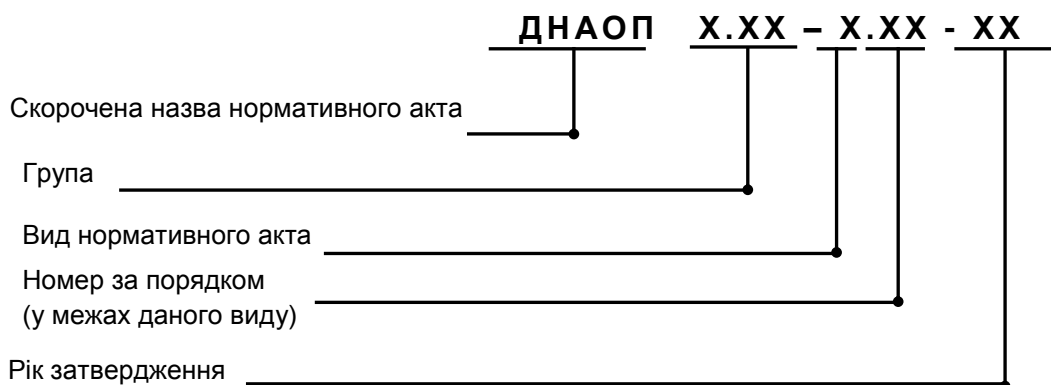 ДНАОП Х.ХХ – Х.ХХ - ХХ
Скорочена назва нормативного акта
Група
Вид нормативного акта
Номер за порядком
(у межах даного виду)
Рік затвердження